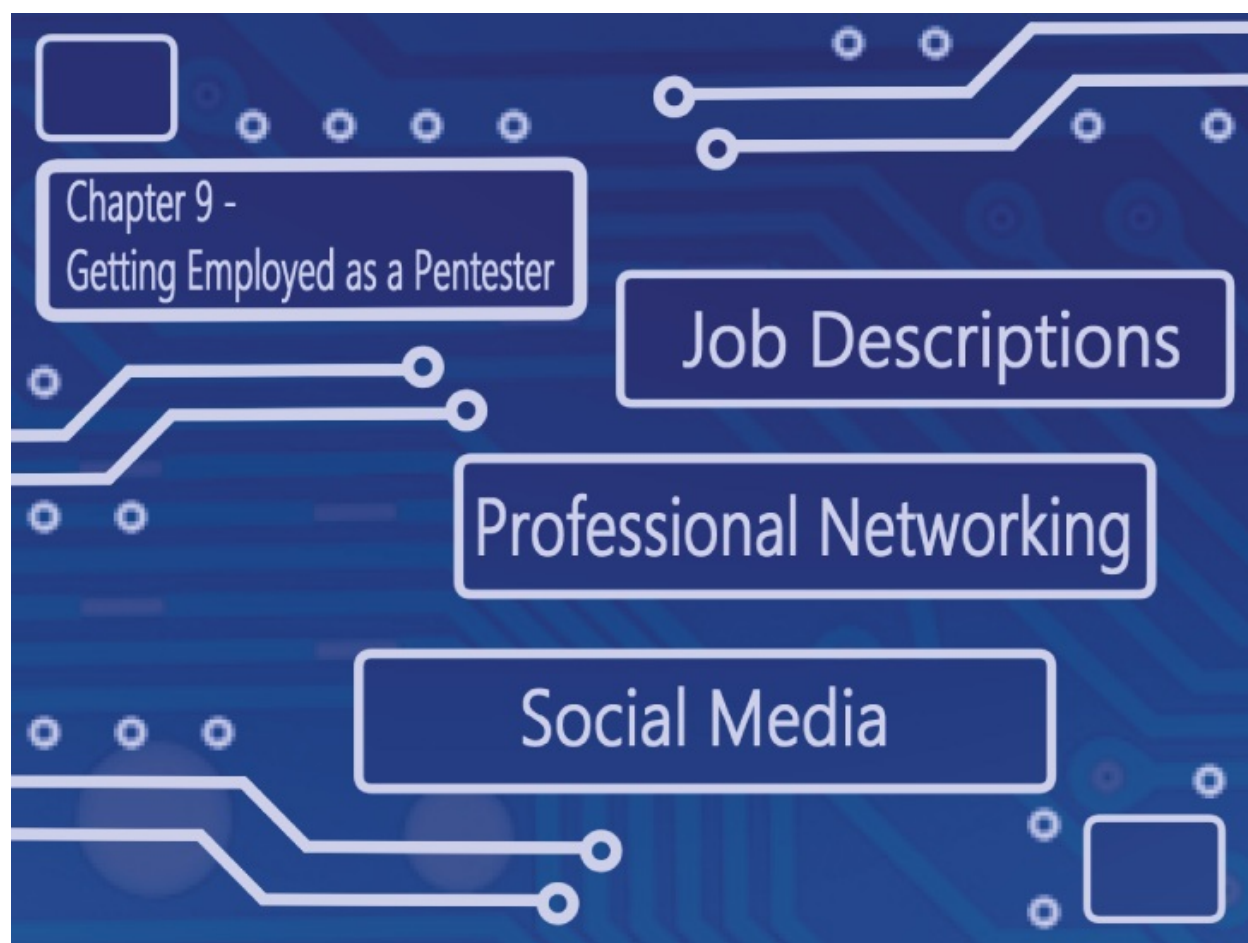 Chapter 9 -
Getting Employed as a Pentester
Job Descriptions
Professional Networking
Social Media